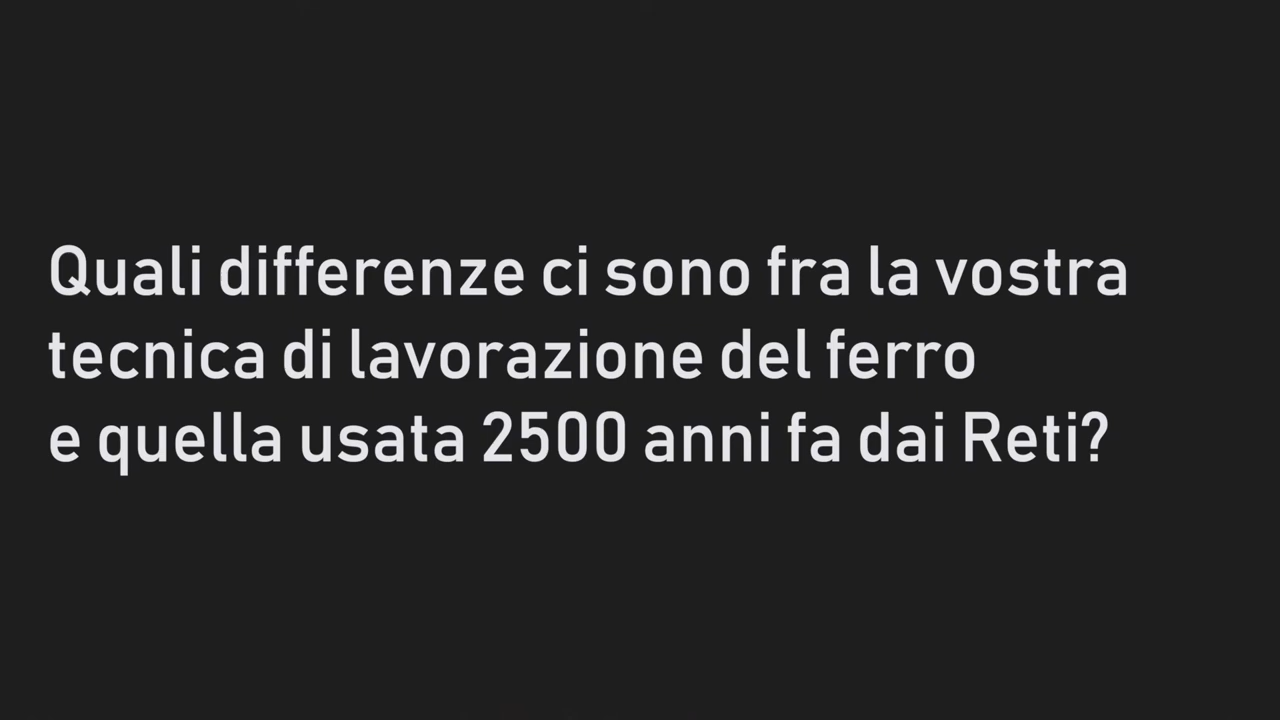 Quali differenze ci sono fra la vostra
tecnica di lavorazione del ferro
e quella usata 2500 anni fa dai Reti?